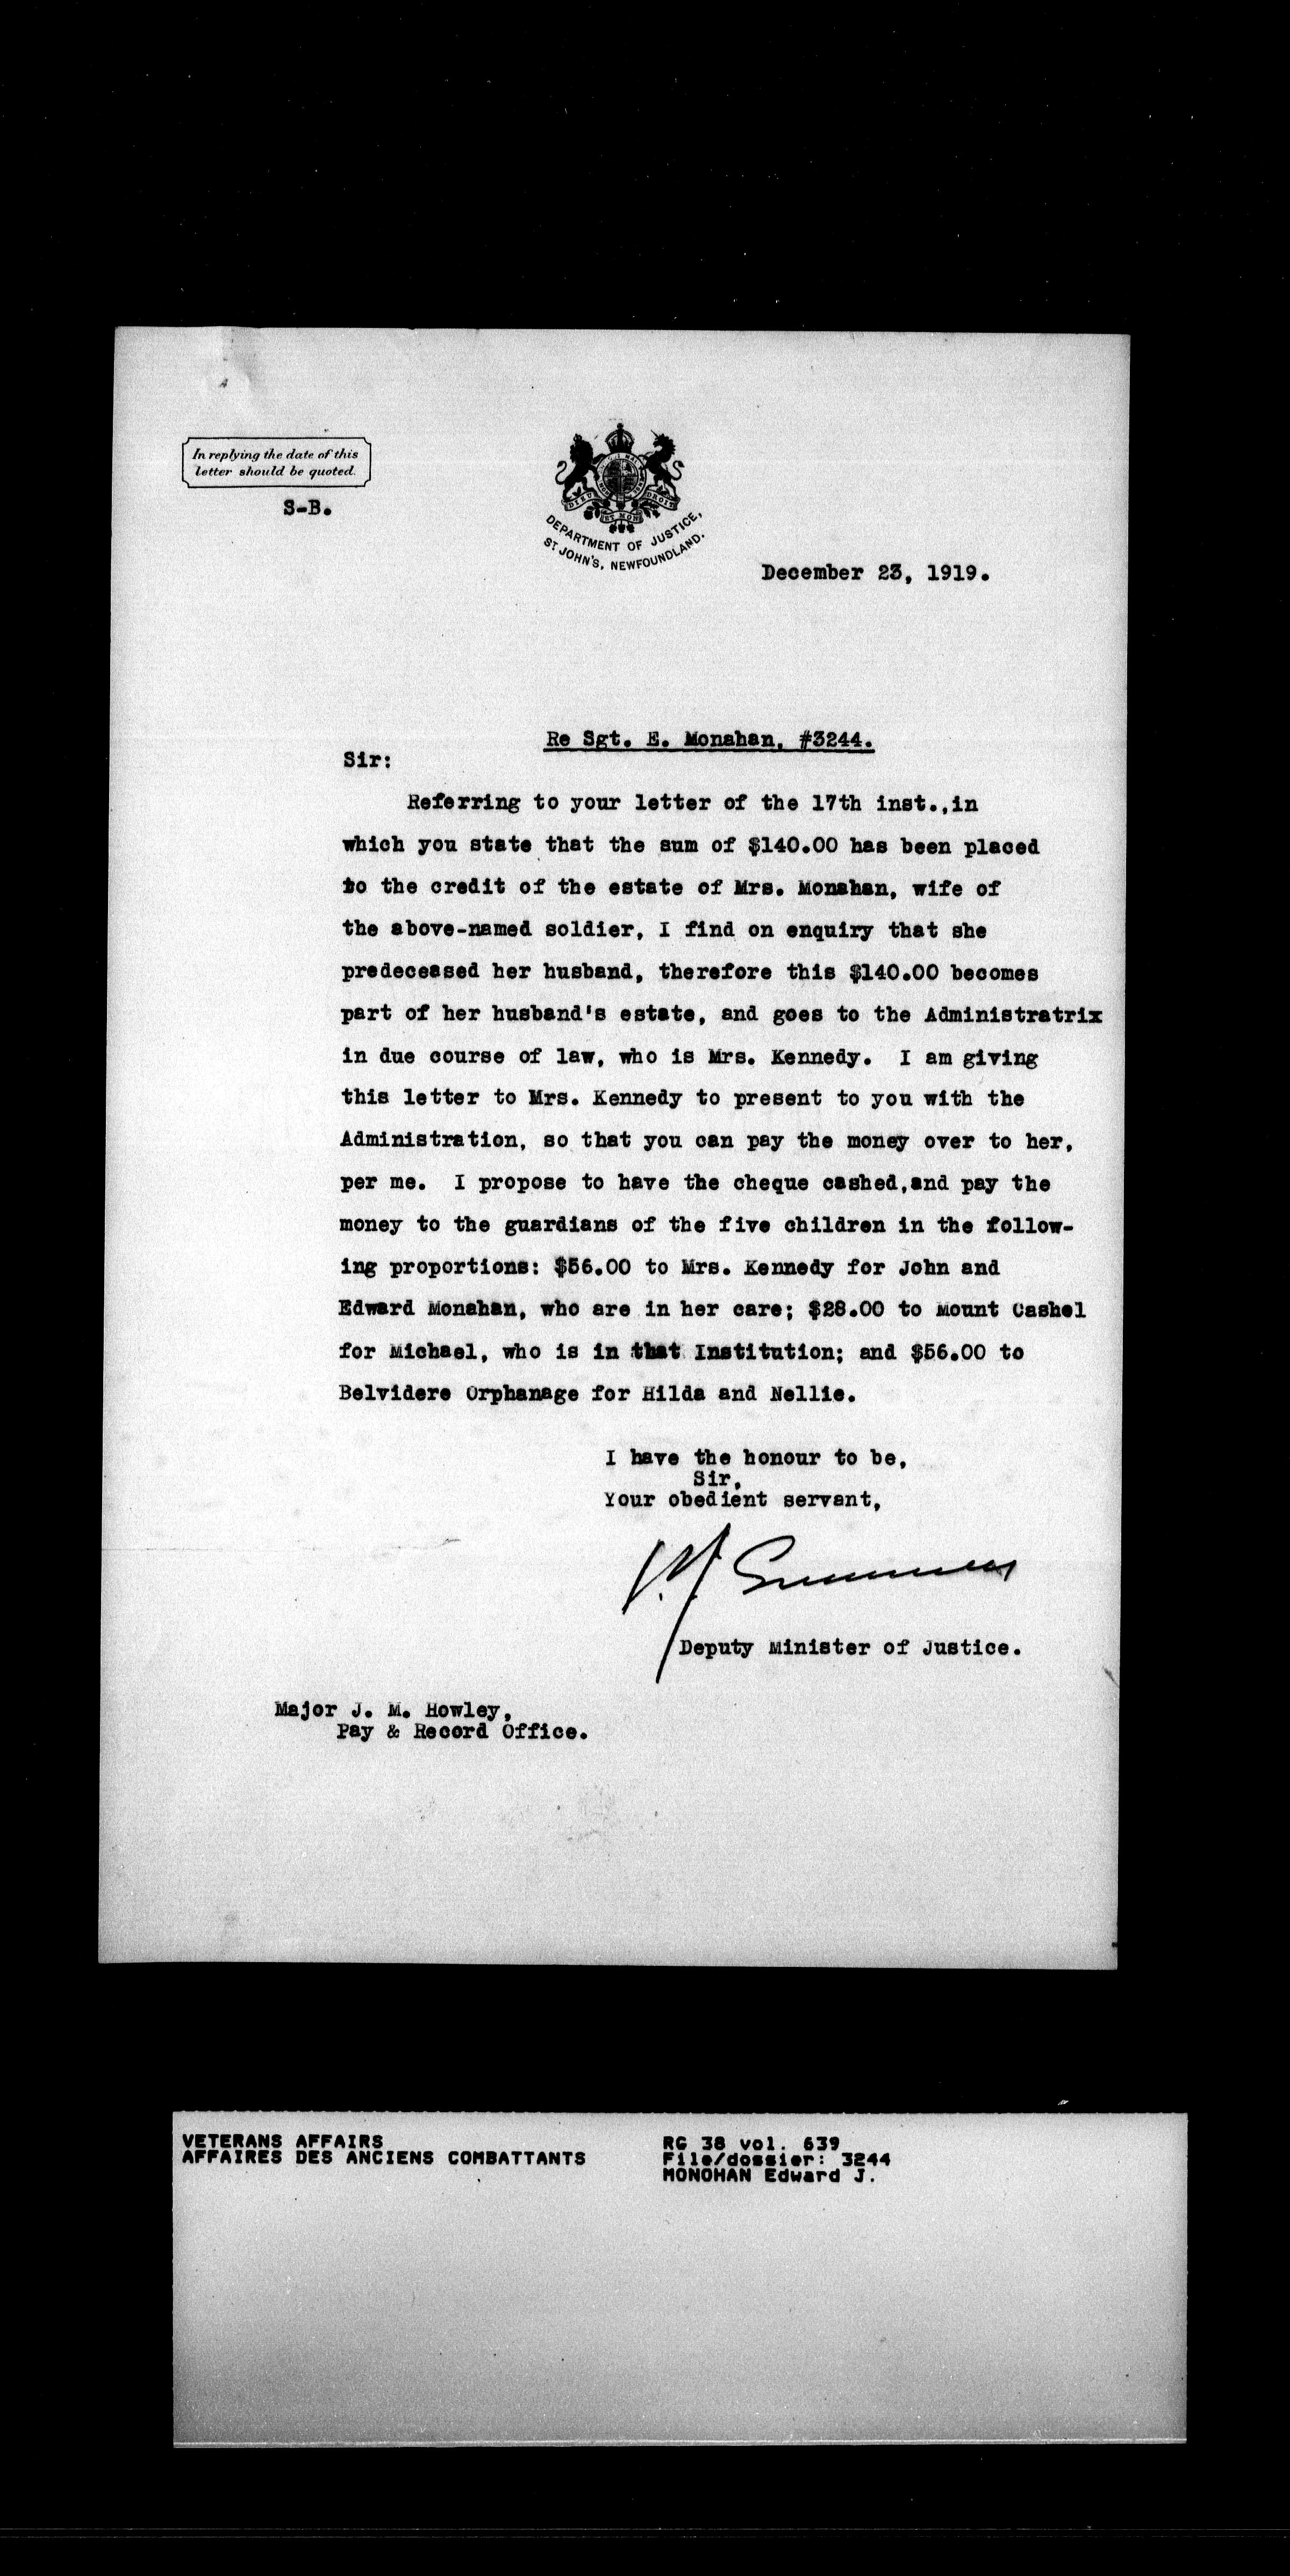 In replying the date of this
letter should be quoted.
S-B.
DIEU ET MON DROIT
DEPARTMENT OF JUSTICE,
ST JOHN'S, NEWFOUNDLAND.
December 23, 1919.
Re Sgt. E. Monahan, #3244.
Sir:
Referring to your letter of the 17th inst.,in
which you state that the sum of $140.00 has been placed
to the credit of the estate of Mrs. Monahan, wife of
the above-named soldier, I find on enquiry that she
predeceased her husband, therefore this $140.00 becomes
part of her husband's estate, and goes to the Administratrix
in due course of law, who is Mrs. Kennedy. I am giving
this letter to Mrs. Kennedy to present to you with the
Administration, so that you can pay the money over to her,
per me. I propose to have the cheque cashed,and pay the
money to the guardians of the five children in the follow-
ing proportions: $56.00 to Mrs. Kennedy for John and
Edward Monahan, who are in her care; $28.00 to Mount Cashel
for Michael, who is in that Institution; and $56.00 to
Belvidere Orphanage for Hilda and Nellie.
I have the honour to be,
Sir,
Your obedient servant,
Summers
Deputy Minister of Justice.
Major J. M. Howley,
Pay & Record Office.
VETERANS AFFAIRS
AFFAIRES DES ANCIENS COMBATTANTS
RG 38 vol. 639
File/dossier: 3244
MONOHAN Edward J.